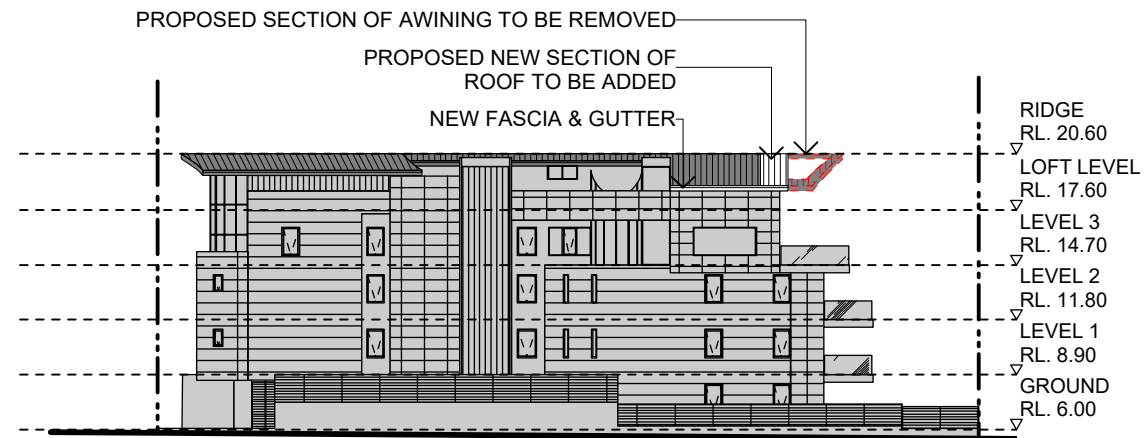 PROPOSED SECTION OF AWINING TO BE REMOVED
PROPOSED NEW SECTION OF
ROOF TO BE ADDED
NEW FASCIA & GUTTER
RIDGE
RL. 20.60
LOFT LEVEL
RL. 17.60
LEVEL 3
RL. 14.70
LEVEL 2
RL. 11.80
LEVEL 1
RL. 8.90
GROUND
RL. 6.00